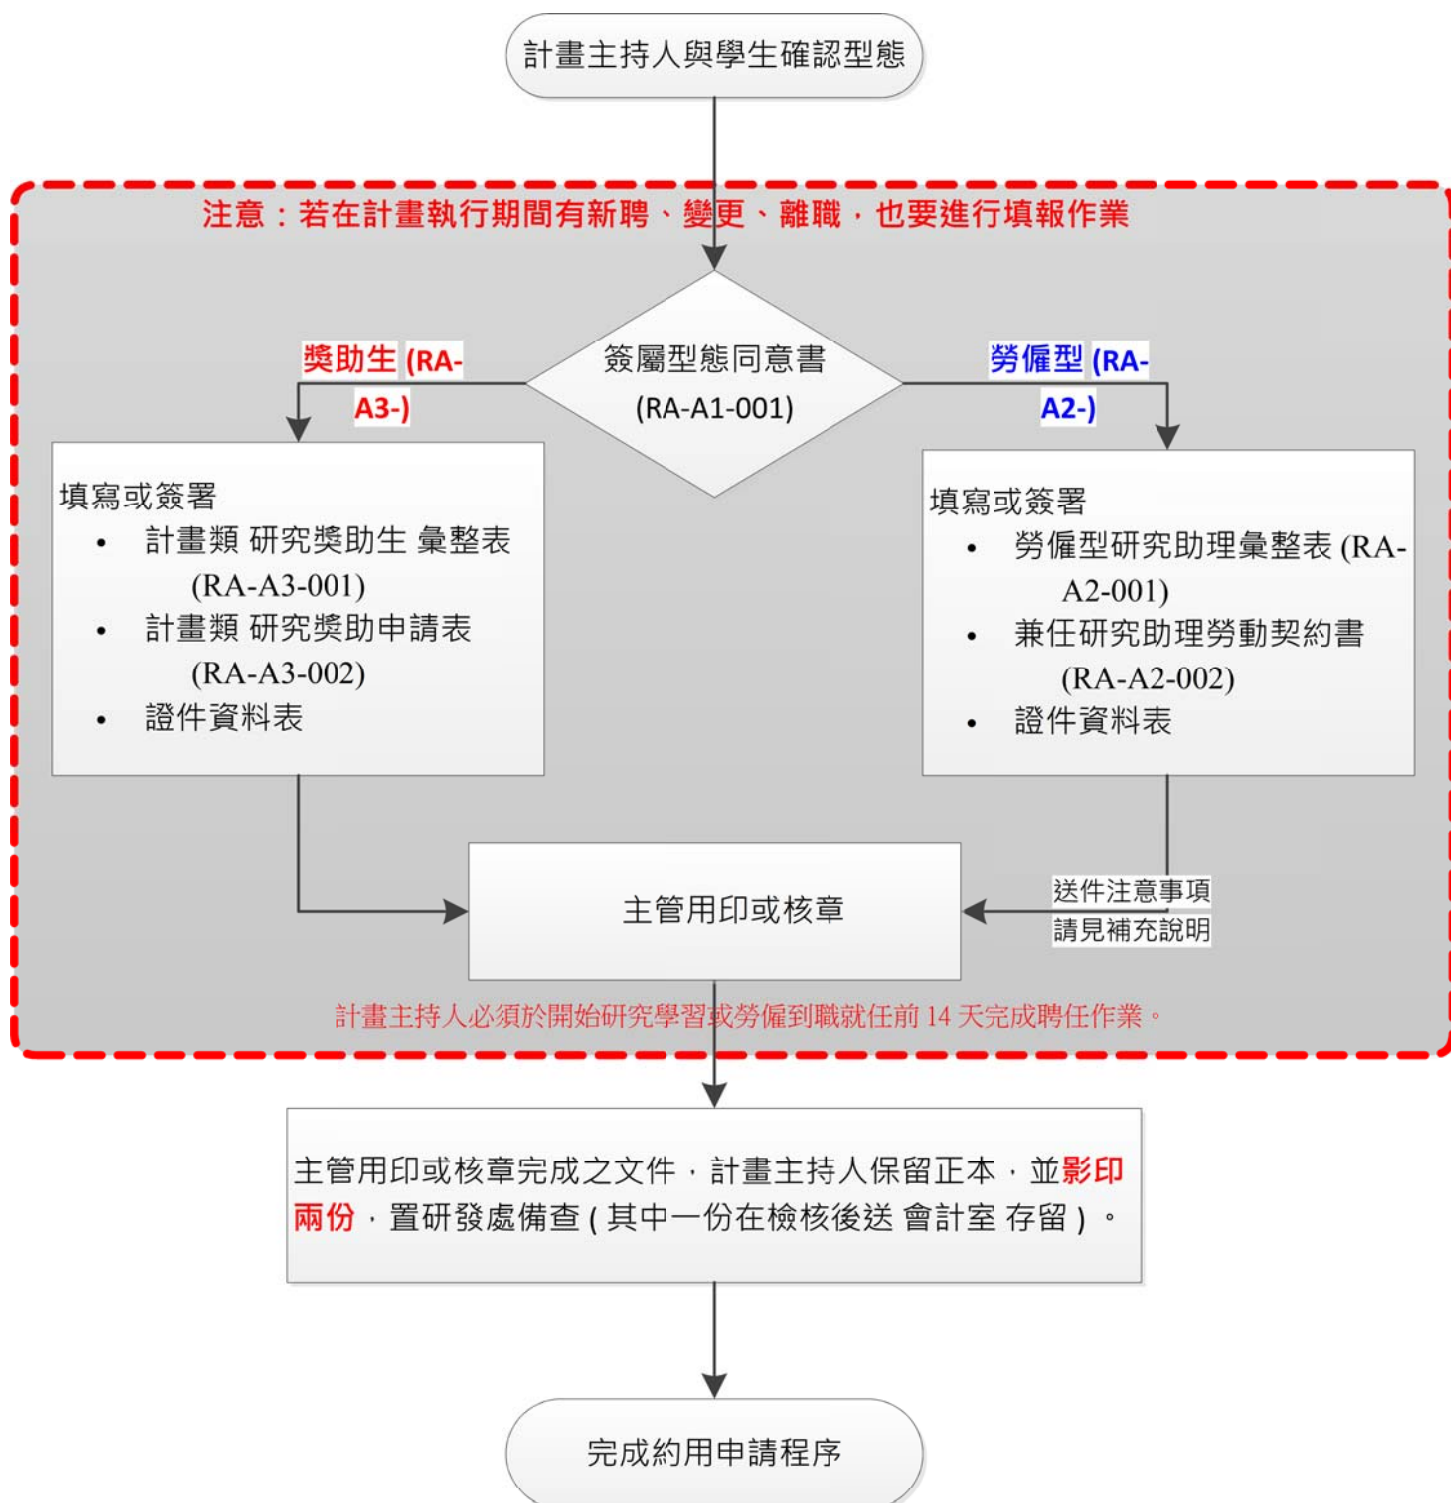 計畫主持人與學生確認型態
注意：若在計畫執行期間有新聘、變更、離職，也要進行填報作業
簽屬型態同意書
(RA-A1-001)
獎助生 (RA-
A3-)
勞僱型 (RA-
A2-)
填寫或簽署
• 計畫類 研究獎助生 彙整表
(RA-A3-001)
• 計畫類 研究獎助申請表
(RA-A3-002)
• 證件資料表
填寫或簽署
• 勞僱型研究助理彙整表 (RA-
A2-001)
• 兼任研究助理勞動契約書
(RA-A2-002)
• 證件資料表
主管用印或核章
送件注意事項
請見補充說明
計畫主持人必須於開始研究學習或勞僱到職就任前 14 天完成聘任作業。
主管用印或核章完成之文件，計畫主持人保留正本，並影印
兩份，置研發處備查 ( 其中一份在檢核後送 會計室 存留 ) 。
完成約用申請程序